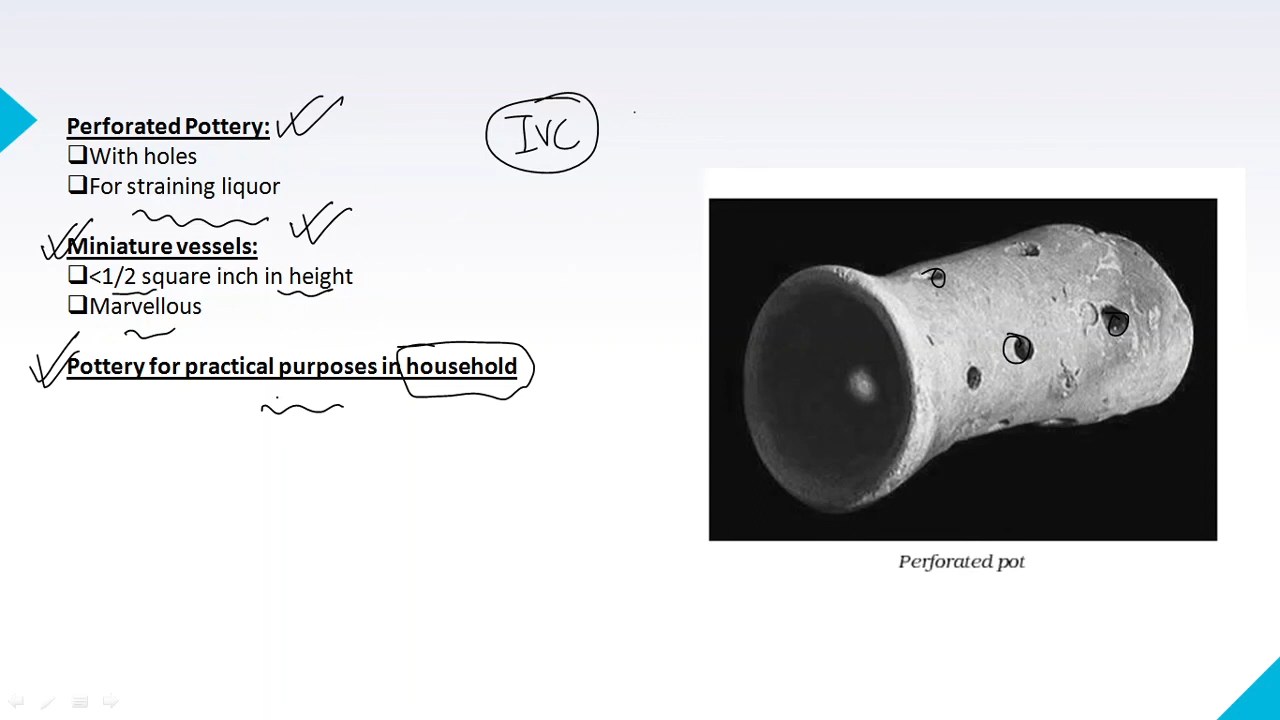 Perforated Pottery:
❑With holes
❑For straining liquor
Miniature vessels:
❑<1/2 square inch in height
❑Marvellous
Pottery for practical purposes in household
IVC
Perforated pot